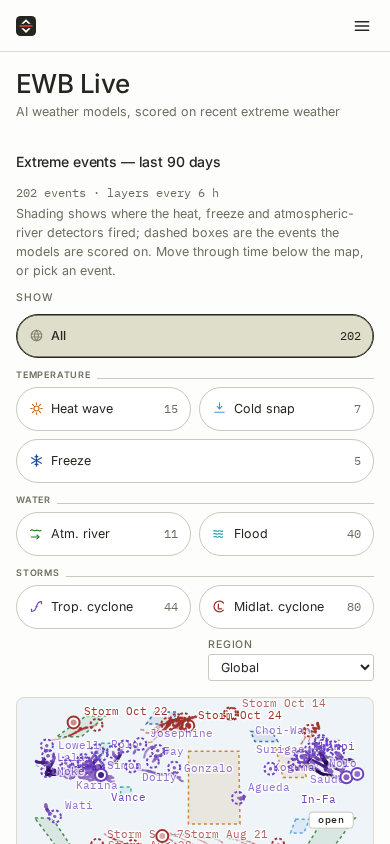 EWB Live
AI weather models, scored on recent extreme weather
Extreme events — last 90 days
202 events · layers every 6 h
Shading shows where the heat, freeze and atmospheric-
river detectors fired; dashed boxes are the events the
models are scored on. Move through time below the map,
or pick an event.
SHOW
All 202
TEMPERATURE
Heat wave 15
Cold snap 7
Freeze 5
WATER
Atm. river 11
Flood 40
STORMS
Trop. cyclone 44
Midlat. cyclone 80
REGION
Global
Storm Oct 14
Storm Oct 22
Storm Oct 24
Josephine
Lowell
Fay
Gonzalo
Simon
Dolly
Karina
Vance
Agueda
Wati
In-Fa
open
Storm Aug 21